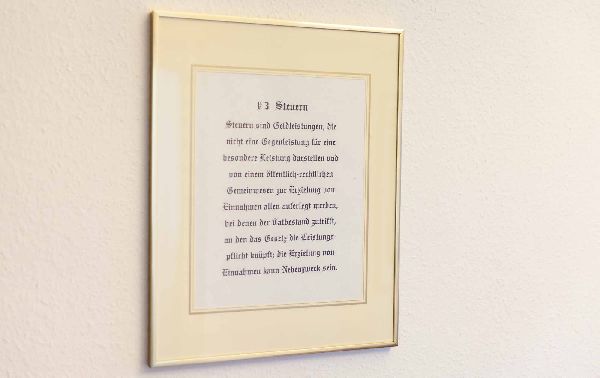 § 3 Steuern
Steuern sind Geldleistungen, die
nicht eine Gegenleistung für eine
besondere Leistung darstellen und
von einem öffentlich-rechtlichen
Gemeinwesen zur Erzielung von
Einnahmen allen auferlegt werden,
bei denen der Tatbestand zutrifft,
an den das Gesetz die Leistungs-
pflicht knüpft; die Erzielung von
Einnahmen kann Nebenzweck sein.